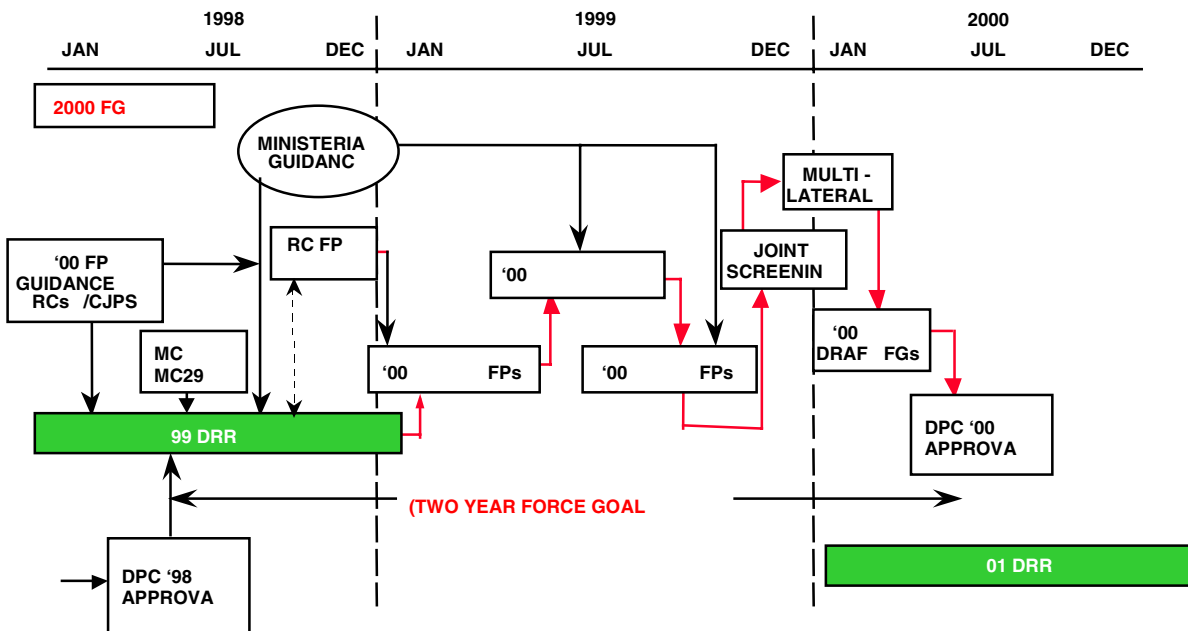 1998 1999 2000
JAN JUL DEC JAN JUL DEC JAN JUL DEC
2000 FG
MINISTERIA
GUIDANC
MULTI -
LATERAL
RC FP
JOINT
SCREENIN
'00 FP
GUIDANCE
RCs /CJPS
'00
MC
MC29
'00 FPs
'00 FPs
'00
DRAF FGs
99 DRR
DPC '00
APPROVA
(TWO YEAR FORCE GOAL
DPC '98
APPROVA
01 DRR